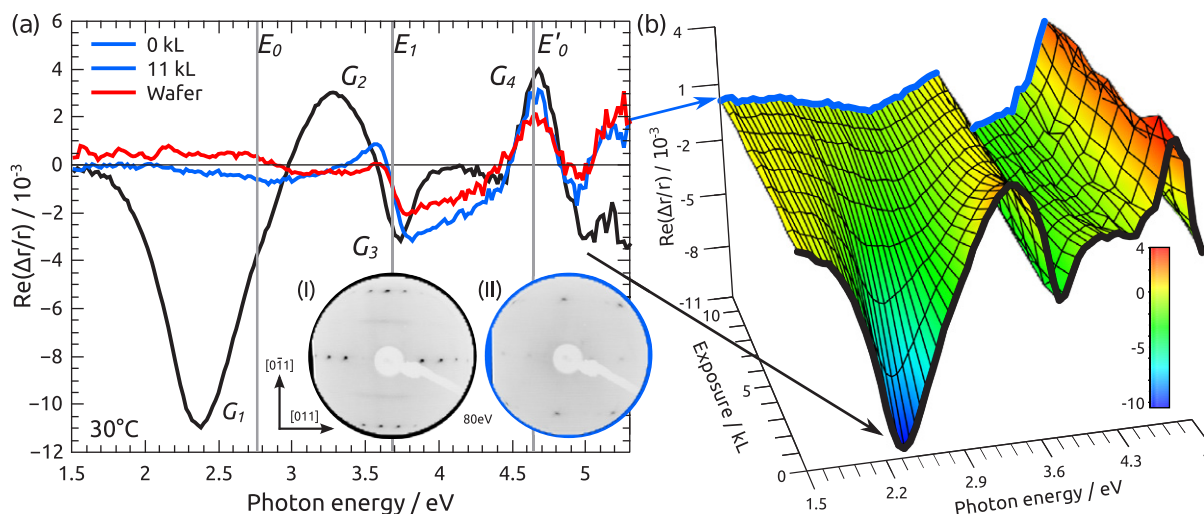 (a)
Re(Δr/r) / 10⁻³
6
4
2
0
−2
−4
−6
−8
−10
−12
0 kL
11 kL
Wafer
E₀
E₁
E'₀
G₁
G₂
G₃
G₄
(I)
(II)
[01̄1]
[011]
80eV
30°C
1.5
2
2.5
3
3.5
4
4.5
5
Photon energy / eV
(b)
Re(Δr/r) / 10⁻³
4
1
-2
-5
-8
-11
10
5
0
Exposure / kL
1.5
2.2
2.9
3.6
4.3
Photon energy / eV
4
0
-5
-10